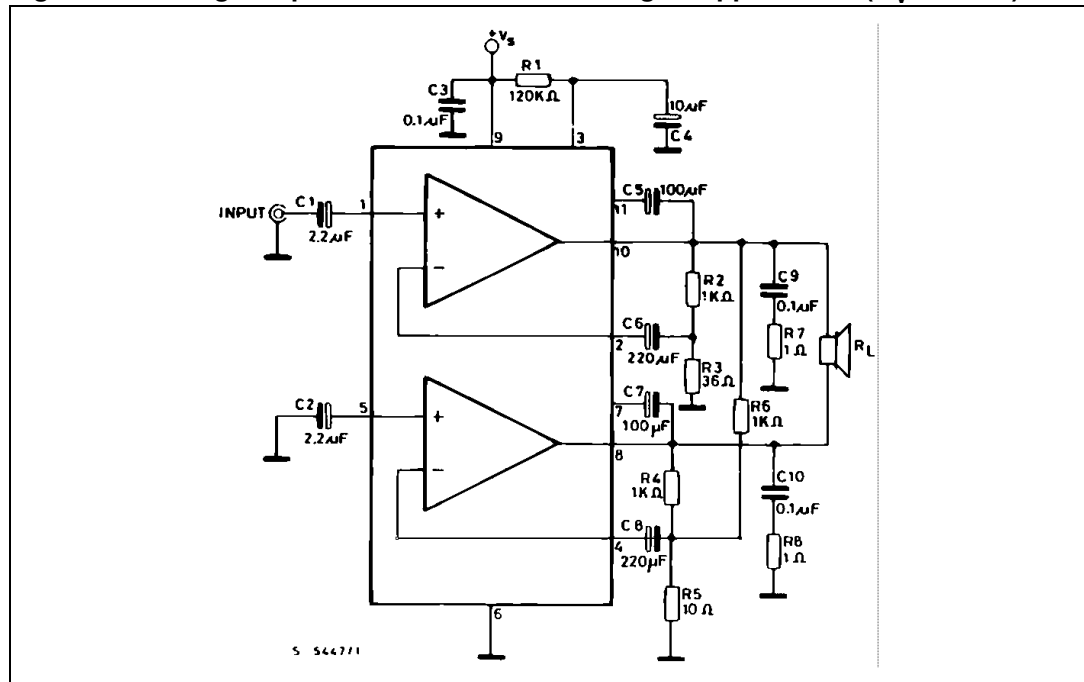 +Vs
R1
120KΩ
C3
0.1µF
10µF
C4
9
3
C5
100µF
11
INPUT
C1
2.2µF
1
+
−
10
R2
1KΩ
C9
0.1µF
C6
220µF
2
R7
1Ω
RL
R3
36Ω
C7
100µF
7
R6
1KΩ
C2
2.2µF
5
+
−
8
R4
1KΩ
C10
0.1µF
C8
220µF
4
R8
1Ω
R5
10Ω
6
S 5447/1